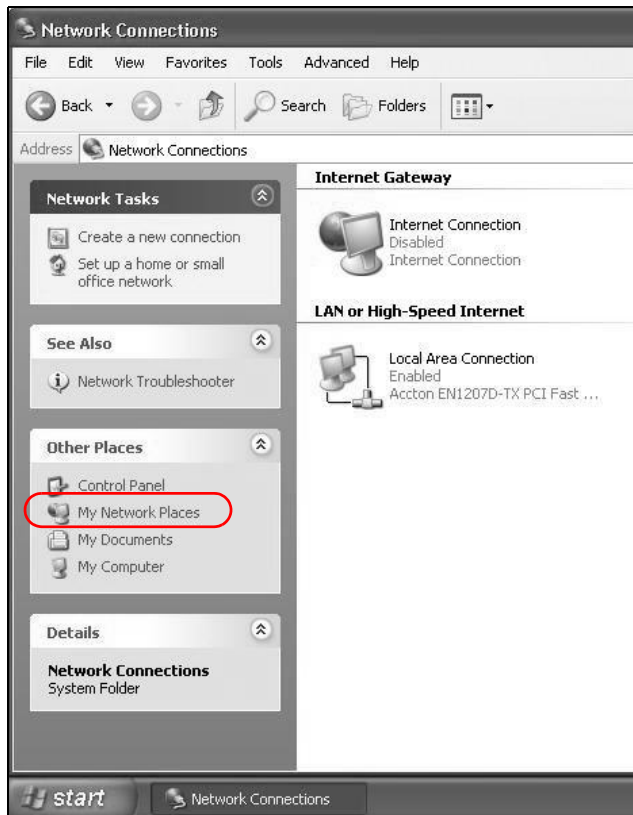 Network Connections
File Edit View Favorites Tools Advanced Help
Back Search Folders
Address Network Connections
Network Tasks
Create a new connection
Set up a home or small
office network
See Also
Network Troubleshooter
Other Places
Control Panel
My Network Places
My Documents
My Computer
Details
Network Connections
System Folder
Internet Gateway
Internet Connection
Disabled
Internet Connection
LAN or High-Speed Internet
Local Area Connection
Enabled
Accton EN1207D-TX PCI Fast ...
start Network Connections